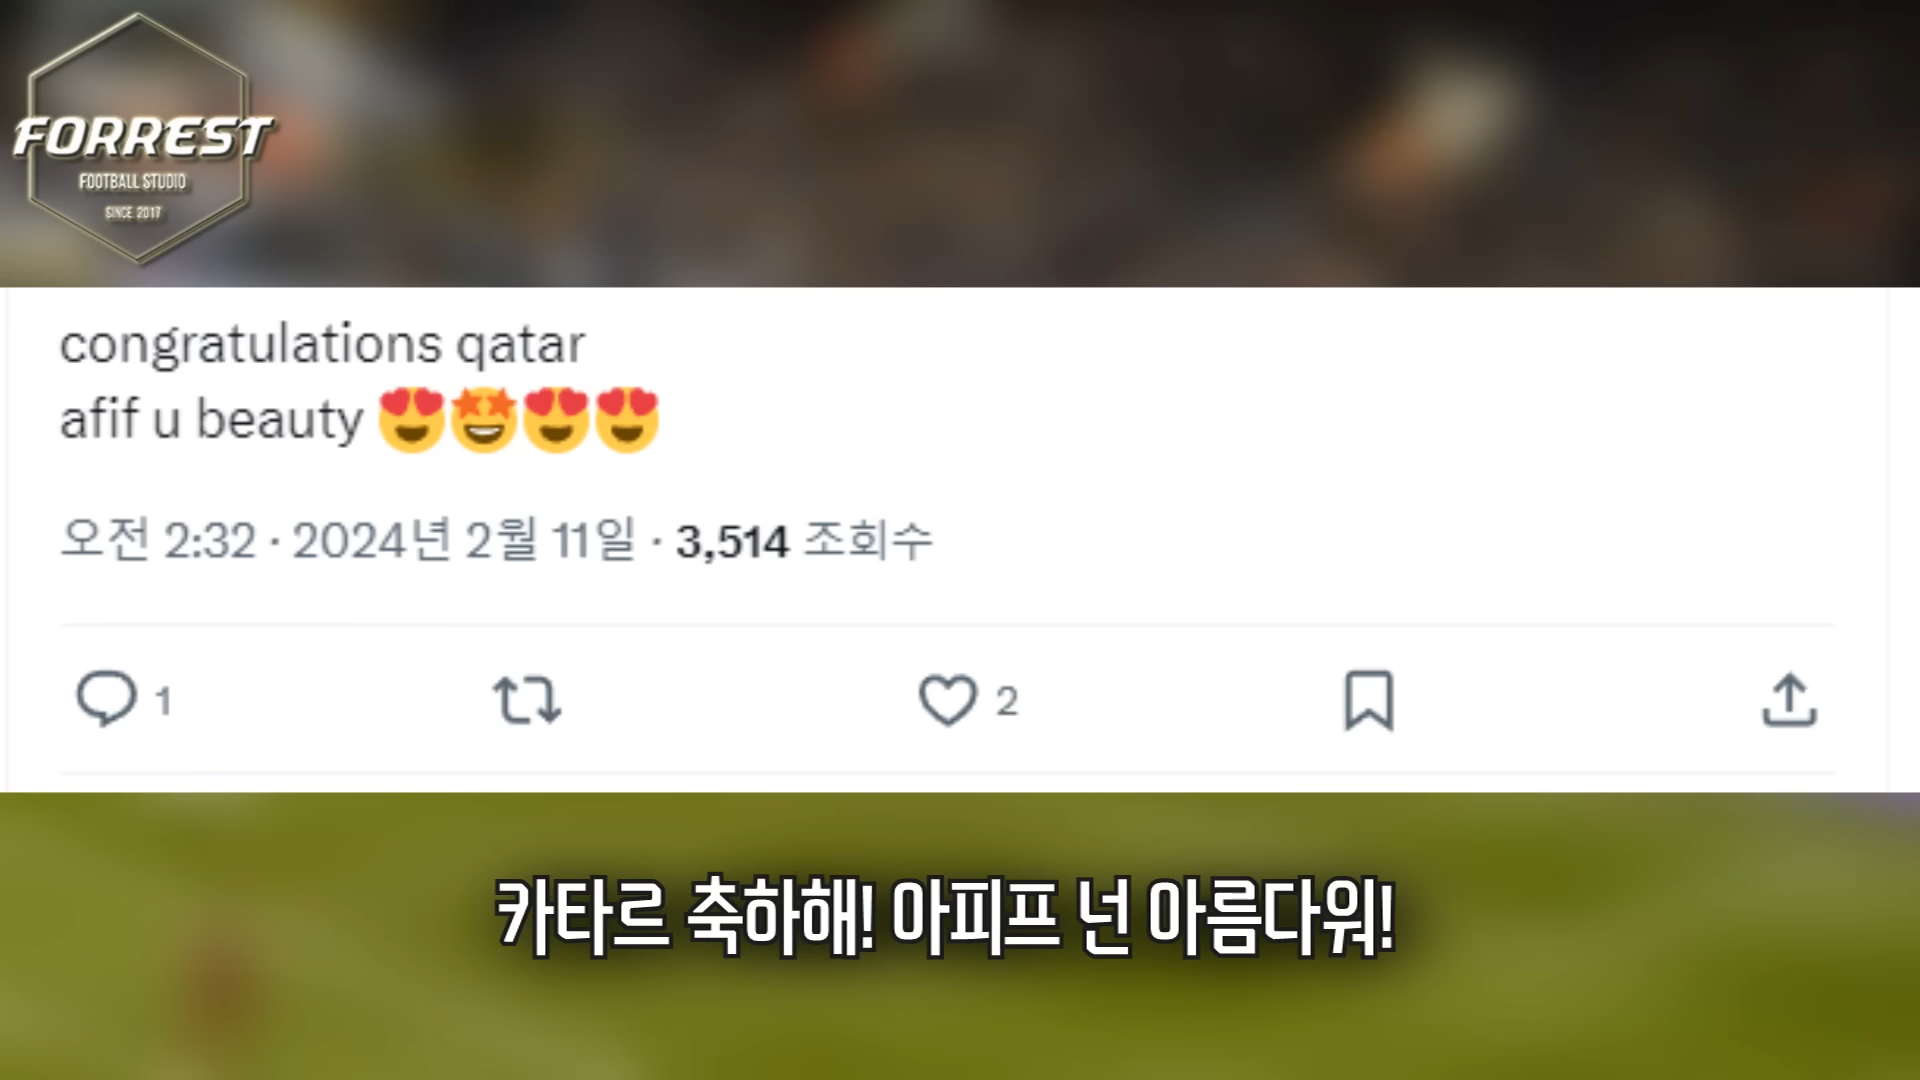 FORREST
FOOTBALL STUDIO
SINCE 2017
congratulations qatar
afif u beauty 😍🤩😍😍
오전 2:32 · 2024년 2월 11일 · 3,514 조회수
1 2
카타르 축하해! 아피프 넌 아름다워!